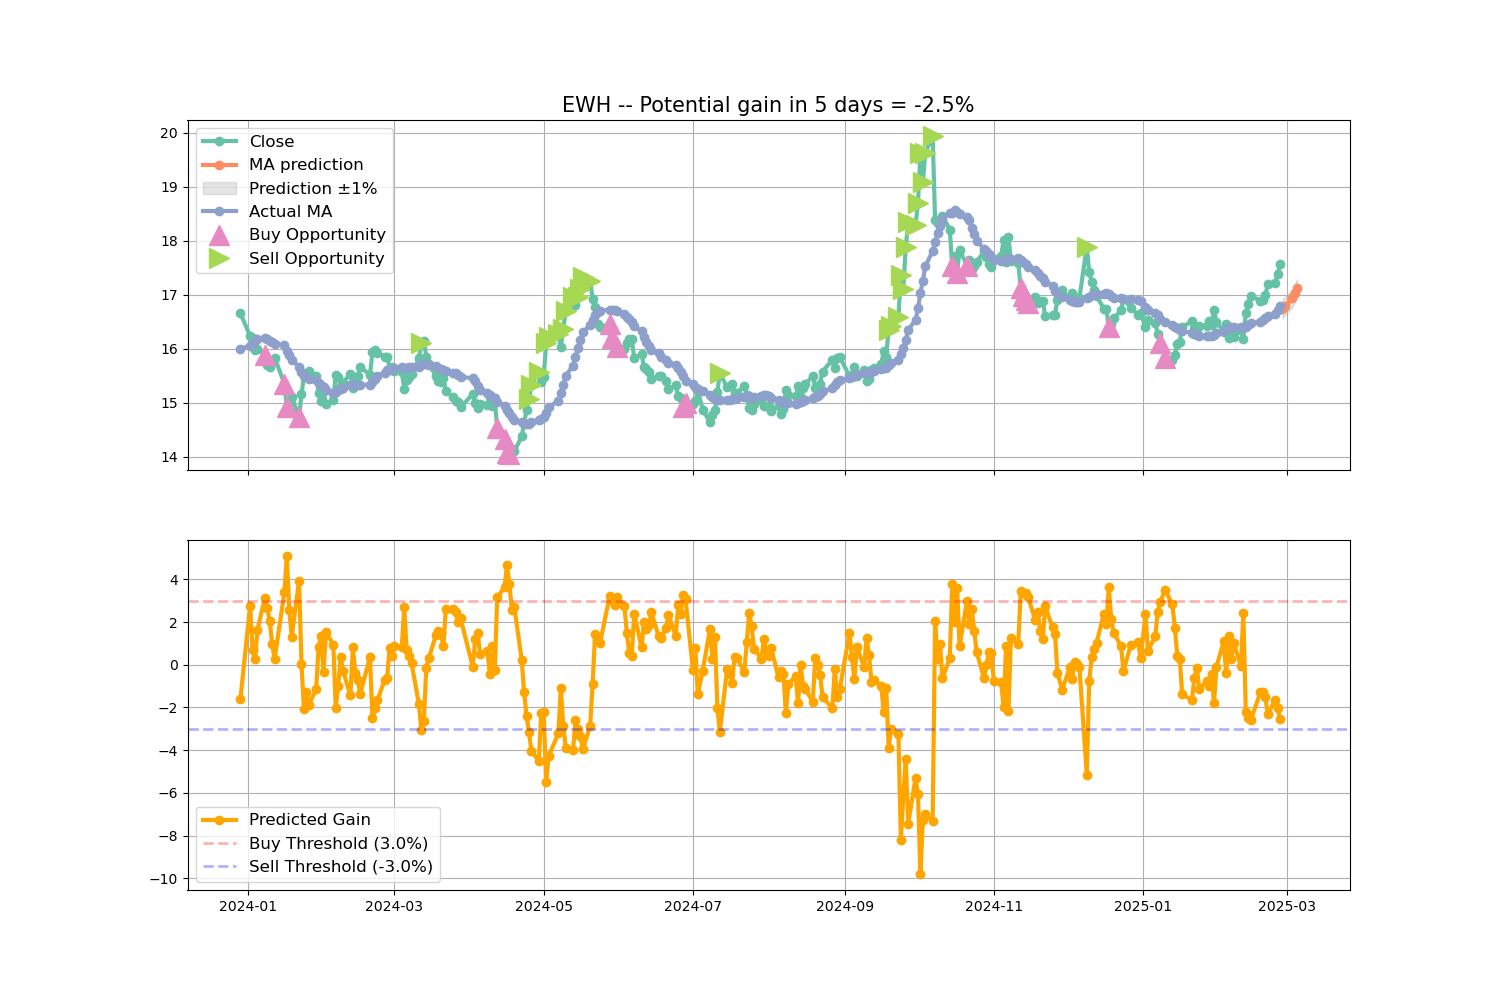 EWH -- Potential gain in 5 days = -2.5%
20
19
18
17
16
15
14
Close
MA prediction
Prediction ±1%
Actual MA
Buy Opportunity
Sell Opportunity
4
2
0
−2
−4
−6
−8
−10
Predicted Gain
Buy Threshold (3.0%)
Sell Threshold (-3.0%)
2024-01
2024-03
2024-05
2024-07
2024-09
2024-11
2025-01
2025-03